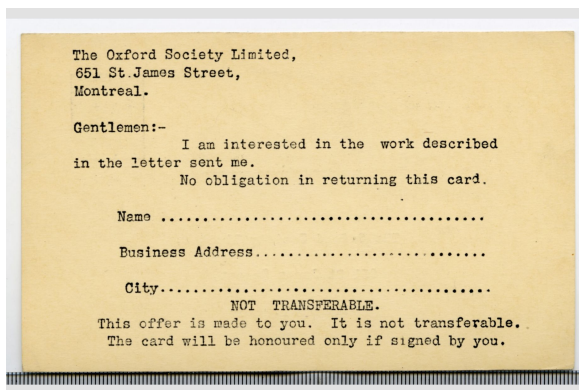 The Oxford Society Limited,
651 St.James Street,
Montreal.
Gentlemen:-
I am interested in the work described
in the letter sent me.
No obligation in returning this card.
Name .......................................
Business Address............................
City........................................
NOT TRANSFERABLE.
This offer is made to you. It is not transferable.
The card will be honoured only if signed by you.